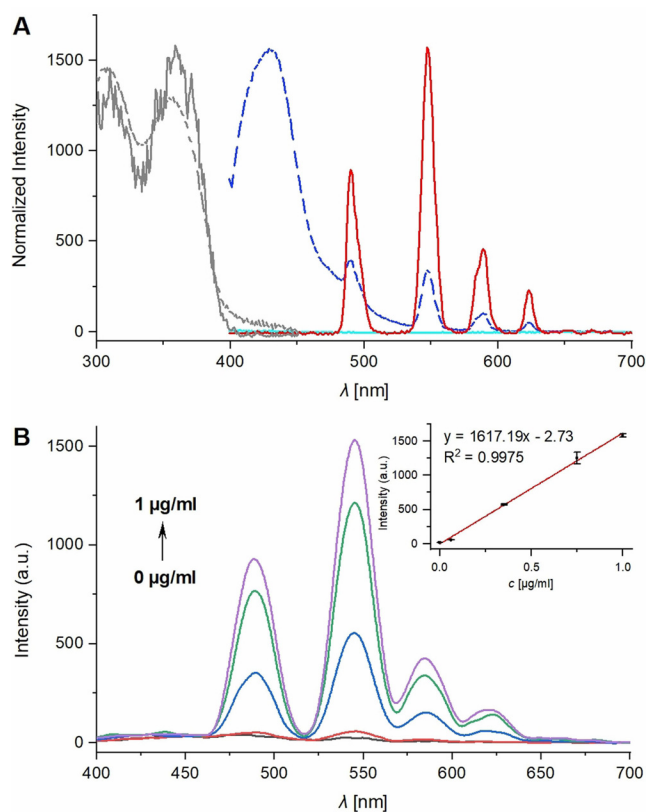 A
Normalized Intensity
1500
1000
500
0
300 400 500 600 700
λ [nm]
B
Intensity (a.u.)
1500
1000
500
0
1 µg/ml
0 µg/ml
y = 1617.19x - 2.73
R² = 0.9975
Intensity (a.u.)
1500
1000
500
0
0.0 0.5 1.0
c [µg/ml]
400 450 500 550 600 650 700
λ [nm]